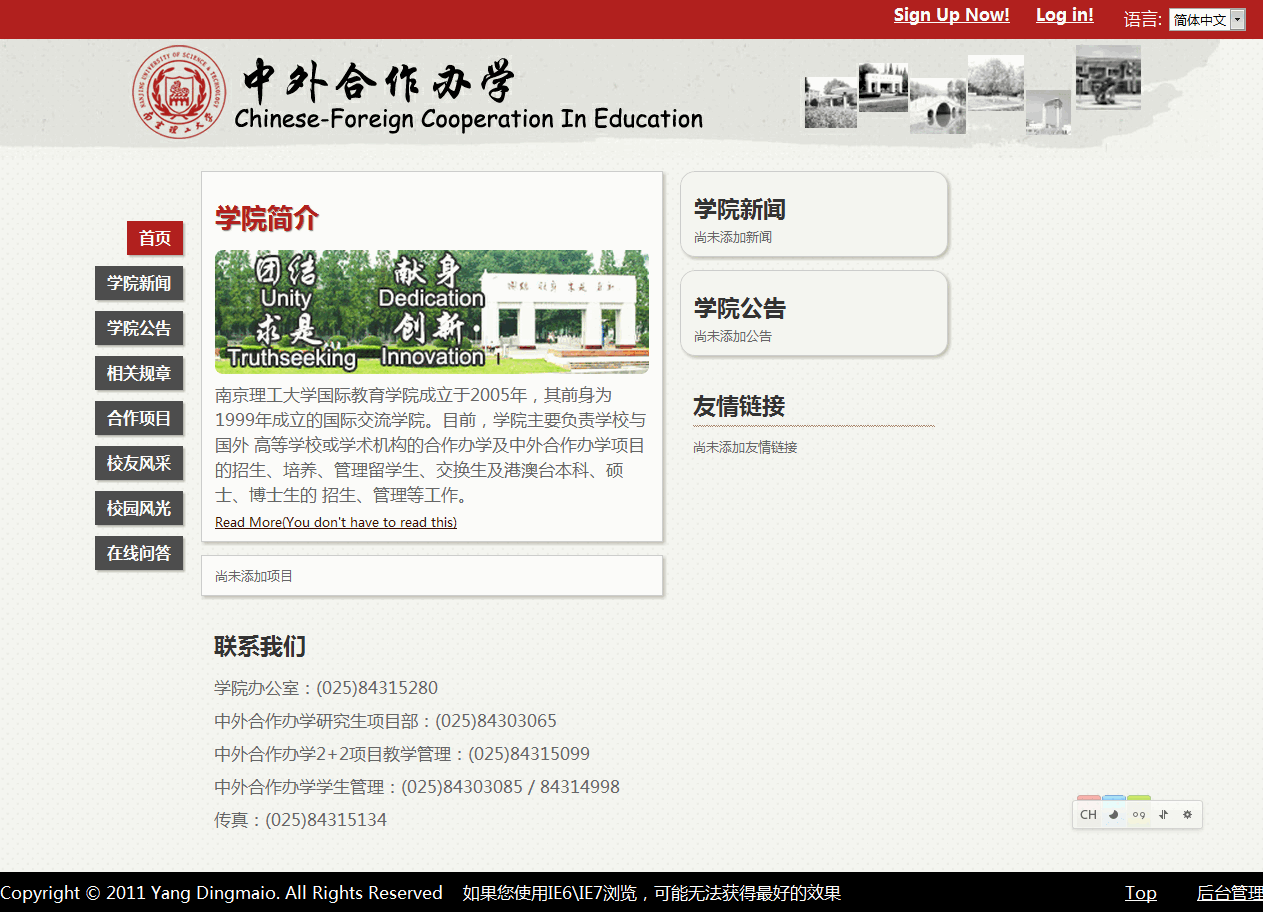 Sign Up Now! Log in! 语言: 简体中文
NANJING UNIVERSITY OF SCIENCE & TECHNOLOGY
南京理工大学
中外合作办学
Chinese-Foreign Cooperation In Education
首页
学院新闻
学院公告
相关规章
合作项目
校友风采
校园风光
在线问答
学院简介
团结 献身
Unity Dedication
求是 创新
Truthseeking Innovation
南京理工大学国际教育学院成立于2005年，其前身为
1999年成立的国际交流学院。目前，学院主要负责学校与
国外 高等学校或学术机构的合作办学及中外合作办学项目
的招生、培养、管理留学生、交换生及港澳台本科、硕
士、博士生的 招生、管理等工作。
Read More(You don't have to read this)
尚未添加项目
联系我们
学院办公室：(025)84315280
中外合作办学研究生项目部：(025)84303065
中外合作办学2+2项目教学管理：(025)84315099
中外合作办学学生管理：(025)84303085 / 84314998
传真：(025)84315134
学院新闻
尚未添加新闻
学院公告
尚未添加公告
友情链接
尚未添加友情链接
CH
Copyright © 2011 Yang Dingmaio. All Rights Reserved 如果您使用IE6\IE7浏览，可能无法获得最好的效果 Top 后台管理